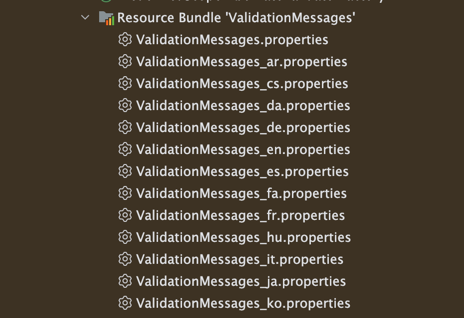 Resource Bundle 'ValidationMessages'
ValidationMessages.properties
ValidationMessages_ar.properties
ValidationMessages_cs.properties
ValidationMessages_da.properties
ValidationMessages_de.properties
ValidationMessages_en.properties
ValidationMessages_es.properties
ValidationMessages_fa.properties
ValidationMessages_fr.properties
ValidationMessages_hu.properties
ValidationMessages_it.properties
ValidationMessages_ja.properties
ValidationMessages_ko.properties